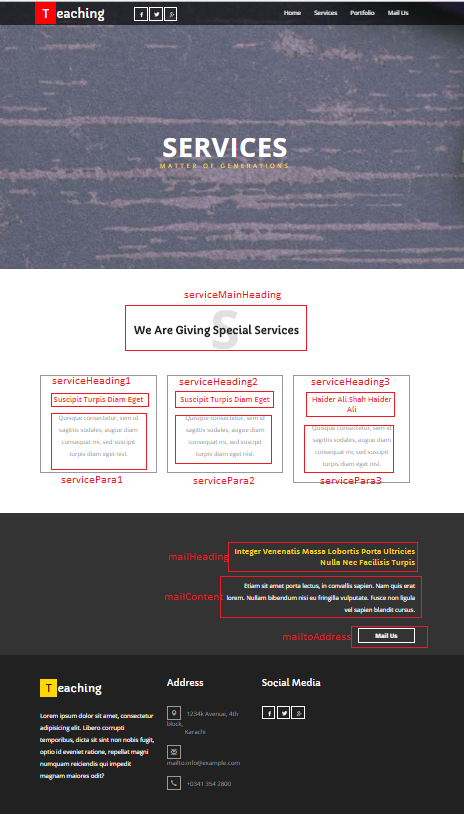 Teaching
Home Services Portfolio Mail Us
SERVICES
MATTER OF GENERATIONS
serviceMainHeading
S
We Are Giving Special Services
serviceHeading1
Suscipit Turpis Diam Eget
Quisque consectetur, sem id
sagittis sodales, augue diam
consequat mi, sed suscipit
turpis diam eget nisl.
servicePara1
serviceHeading2
Suscipit Turpis Diam Eget
Quisque consectetur, sem id
sagittis sodales, augue diam
consequat mi, sed suscipit
turpis diam eget nisl.
servicePara2
serviceHeading3
Haider Ali Shah Haider
Ali
Quisque consectetur, sem id
sagittis sodales, augue diam
consequat mi, sed suscipit
turpis diam eget nisl.
servicePara3
mailHeading
Integer Venenatis Massa Lobortis Porta Ultricies
Nulla Nec Facilisis Turpis
mailContent
Etiam sit amet porta lectus, in convallis sapien. Nam quis erat
lorem. Nullam bibendum nisi eu fringilla vulputate. Fusce non ligula
vel sapien blandit cursus.
mailtoAddress
Mail Us
Teaching
Lorem ipsum dolor sit amet, consectetur
adipisicing elit. Libero corrupti
temporibus, dicta sit sint non nobis fugit,
optio id eveniet ratione, repellat magni
numquam reiciendis qui impedit
magnam maiores odit?
Address
1234k Avenue, 4th
block,
Karachi
mailto:info@example.com
+0341 354 2800
Social Media